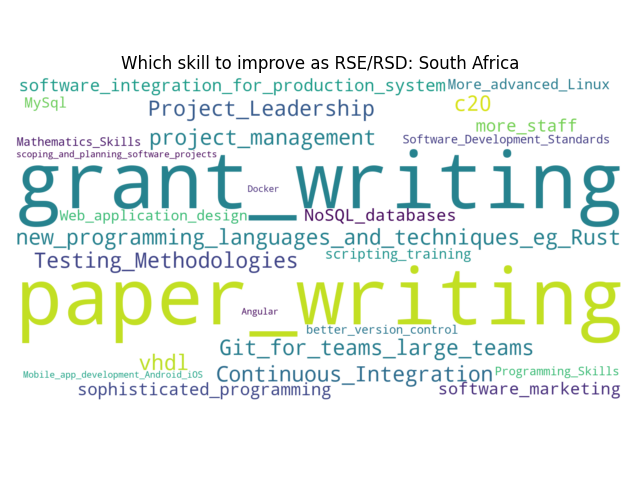 Which skill to improve as RSE/RSD: South Africa
software_integration_for_production_system
More_advanced_Linux
MySql
Project_Leadership
c20
more_staff
Mathematics_Skills
project_management
Software_Development_Standards
scoping_and_planning_software_projects
grant_writing
Docker
Web_application_design
NoSQL_databases
new_programming_languages_and_techniques_eg_Rust
Testing_Methodologies
scripting_training
paper_writing
Angular
better_version_control
Git_for_teams_large_teams
vhdl
Continuous_Integration
Programming_Skills
Mobile_app_development_Android_iOS
sophisticated_programming
software_marketing